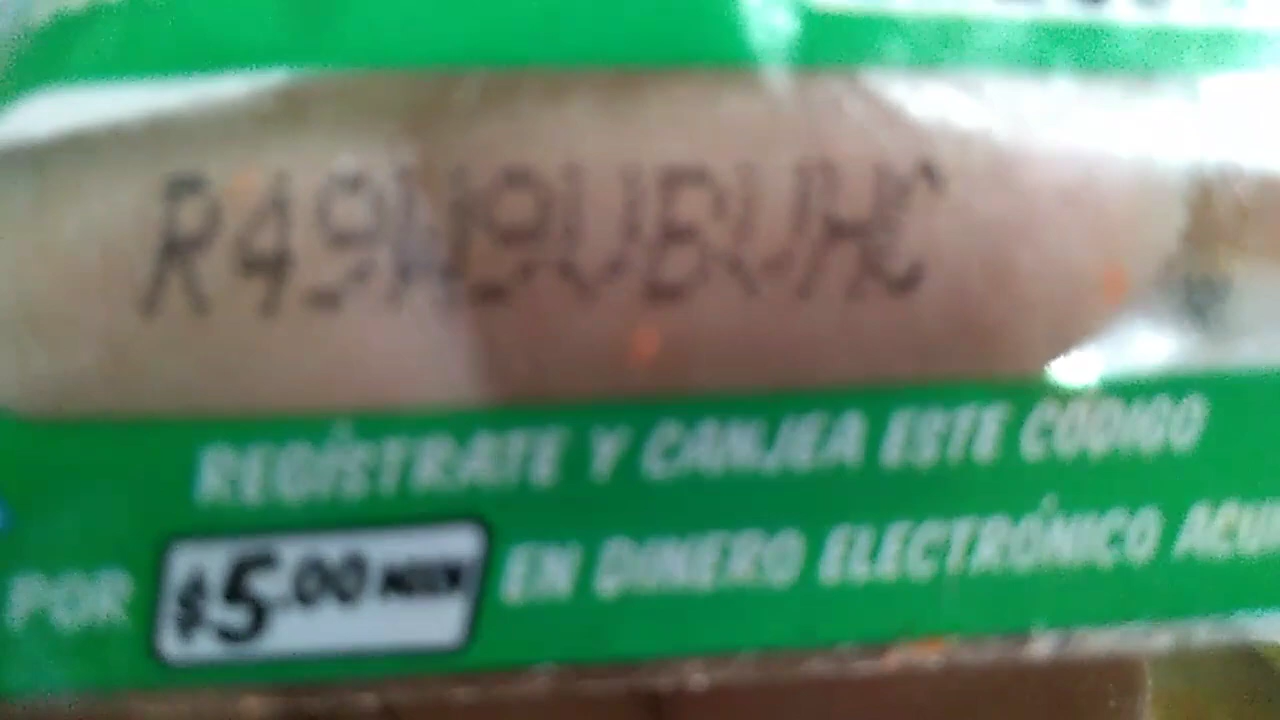 R49W9UBUHC
REGÍSTRATE Y CANJEA ESTE CÓDIGO
POR $5.00 MXN EN DINERO ELECTRÓNICO ACU